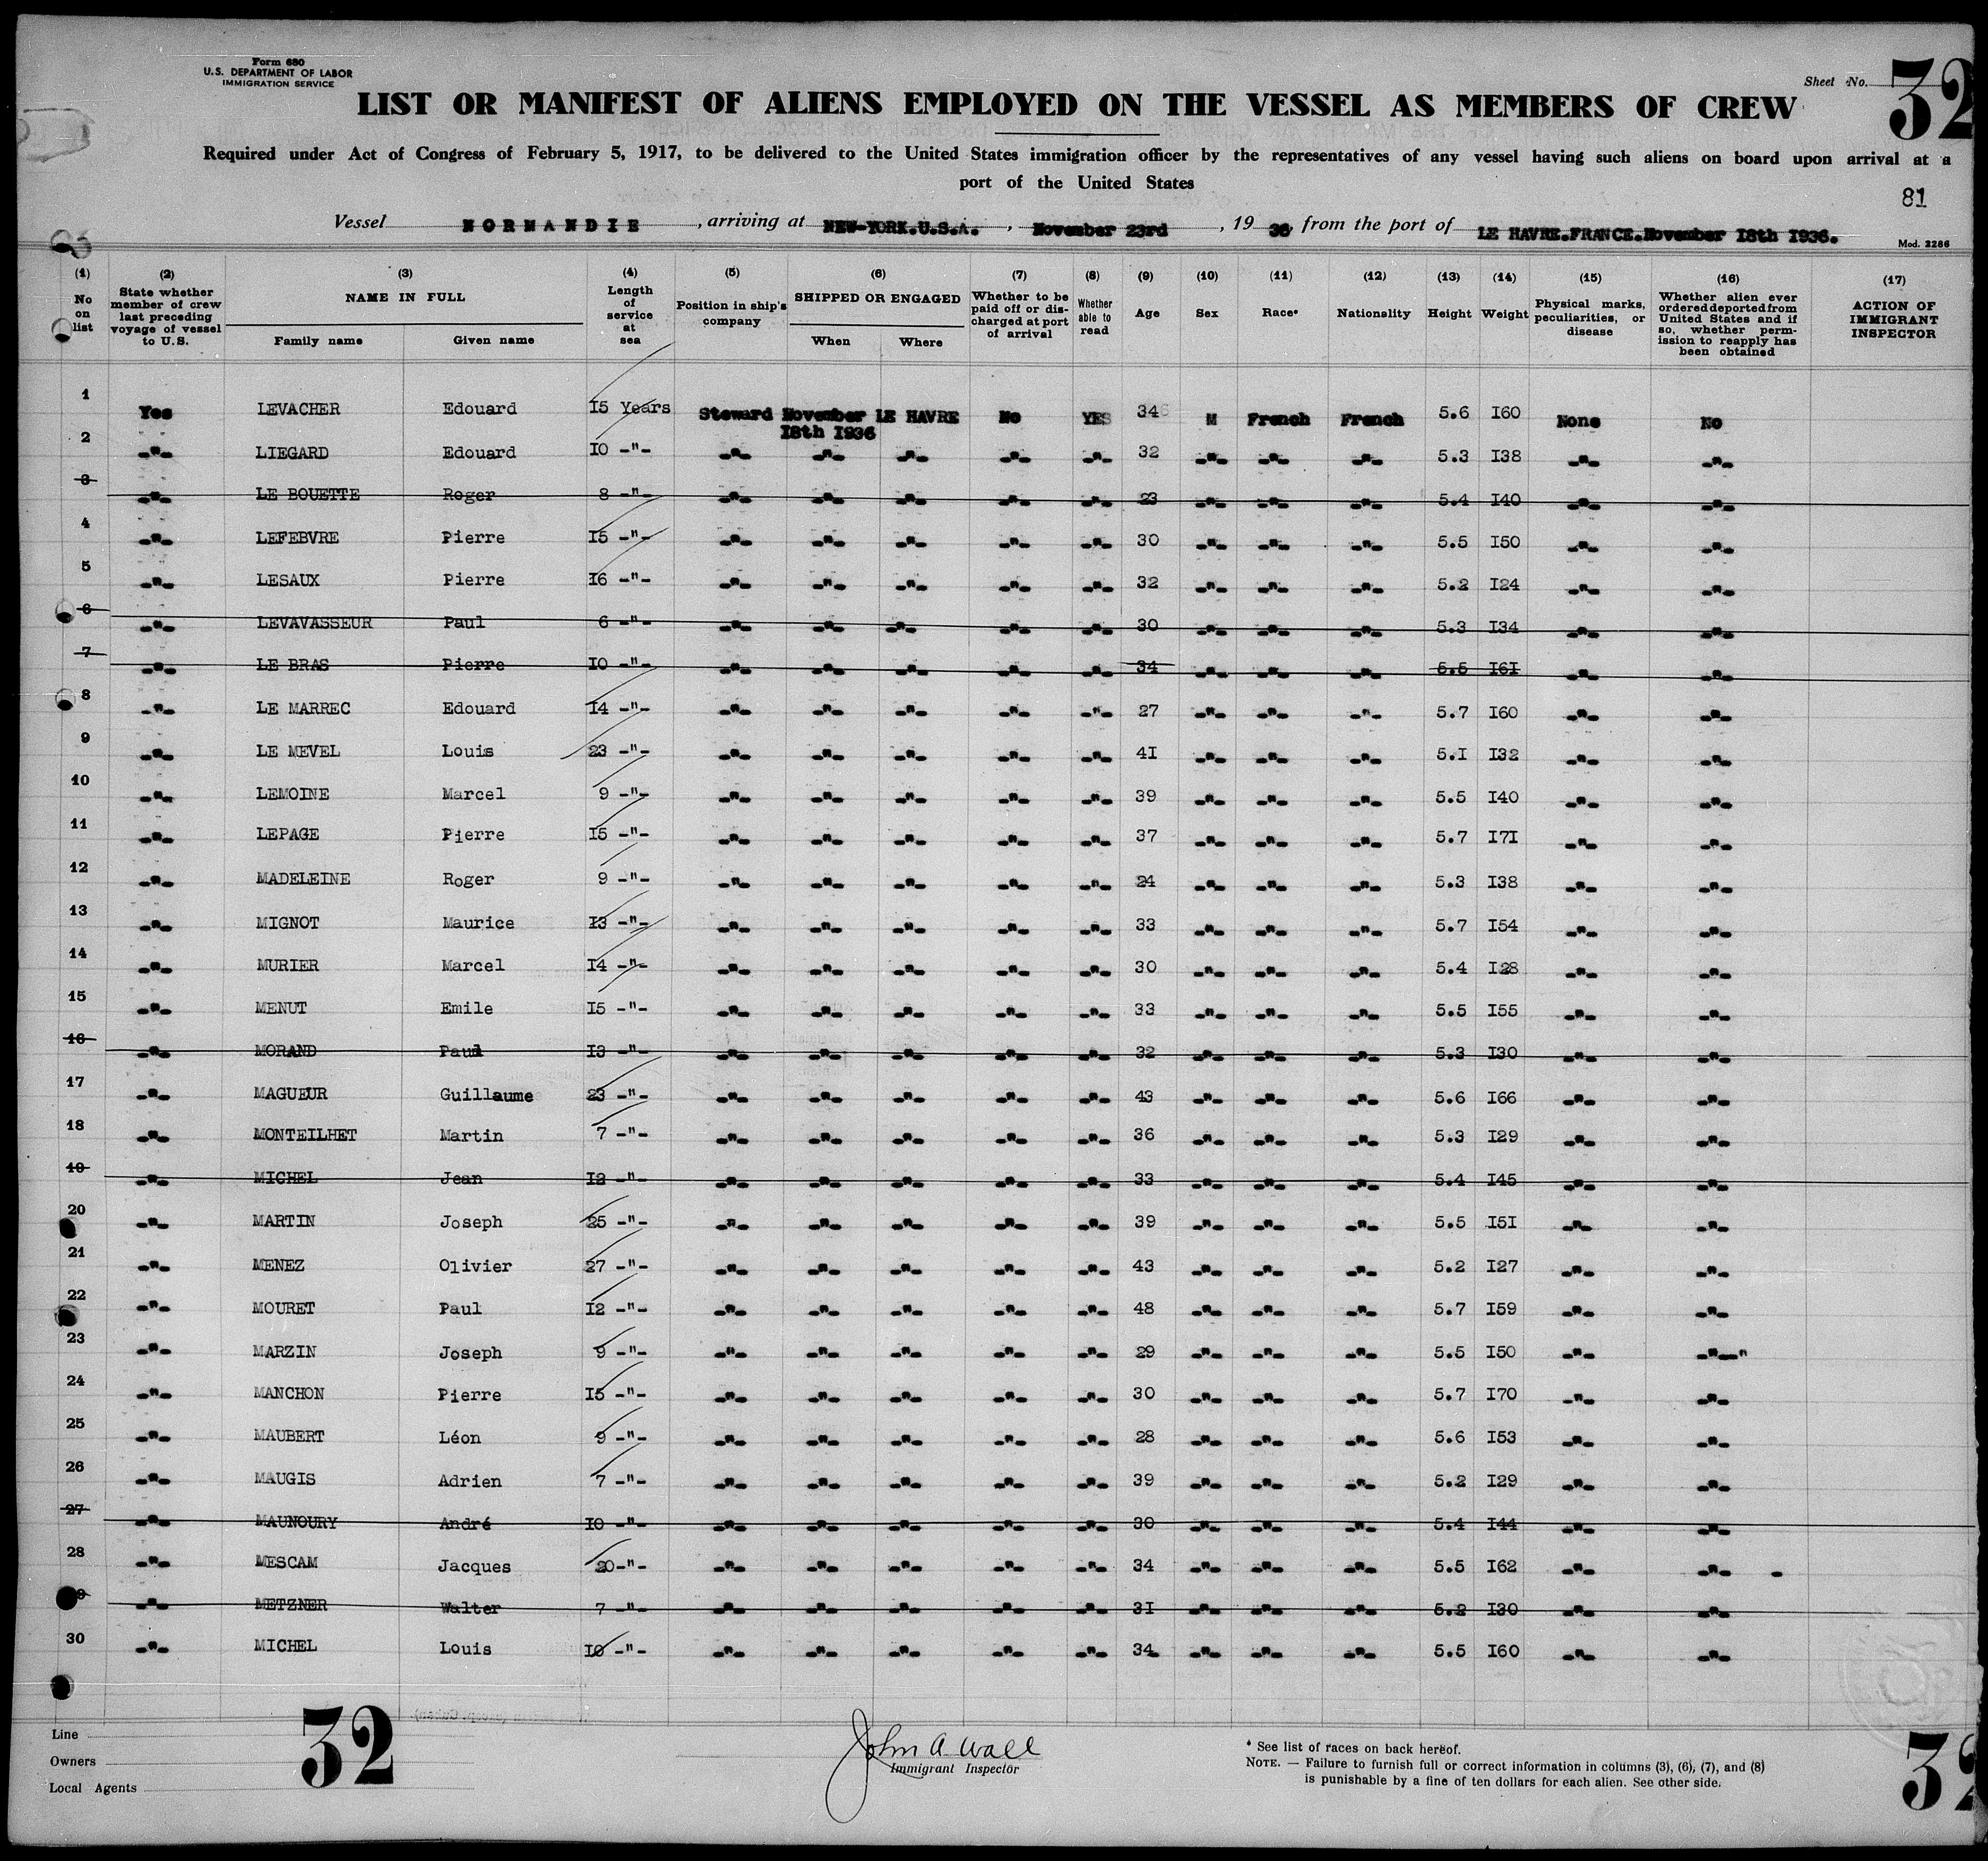 Form 680
U.S. DEPARTMENT OF LABOR
IMMIGRATION SERVICE
Sheet No. 32
LIST OR MANIFEST OF ALIENS EMPLOYED ON THE VESSEL AS MEMBERS OF CREW
Required under Act of Congress of February 5, 1917, to be delivered to the United States immigration officer by the representatives of any vessel having such aliens on board upon arrival at a
port of the United States
81
Vessel NORMANDIE, arriving at NEW-YORK.U.S.A., November 23rd, 1936, from the port of LE HAVRE.FRANCE.November I8th I936.
Mod. 2286
(1) No on list (2) State whether member of crew last preceding voyage of vessel to U.S. (3) NAME IN FULL Family name Given name (4) Length of service at sea (5) Position in ship's company (6) SHIPPED OR ENGAGED When Where (7) Whether to be paid off or discharged at port of arrival (8) Whether able to read (9) Age (10) Sex (11) Race* (12) Nationality (13) Height (14) Weight (15) Physical marks, peculiarities, or disease (16) Whether alien ever ordered deported from United States and if so, whether permission to reapply has been obtained (17) ACTION OF IMMIGRANT INSPECTOR
1 Yes LEVACHER Edouard I5 Years Steward November I8th I936 LE HAVRE No YES 34 M French French 5.6 I60 None No
2 -"- LIEGARD Edouard I0 -"- -"- -"- -"- -"- -"- 32 -"- -"- -"- 5.3 I38 -"- -"-
3 -"- LE BOUETTE Roger 8 -"- -"- -"- -"- -"- -"- 23 -"- -"- -"- 5.4 I40 -"- -"-
4 -"- LEFEBVRE Pierre I5 -"- -"- -"- -"- -"- -"- 30 -"- -"- -"- 5.5 I50 -"- -"-
5 -"- LESAUX Pierre I6 -"- -"- -"- -"- -"- -"- 32 -"- -"- -"- 5.2 I24 -"- -"-
6 -"- LEVAVASSEUR Paul 6 -"- -"- -"- -"- -"- -"- 30 -"- -"- -"- 5.3 I34 -"- -"-
7 -"- LE BRAS Pierre I0 -"- -"- -"- -"- -"- -"- 34 -"- -"- -"- 5.5 I6I -"- -"-
8 -"- LE MARREC Edouard I4 -"- -"- -"- -"- -"- -"- 27 -"- -"- -"- 5.7 I60 -"- -"-
9 -"- LE MEVEL Louis 23 -"- -"- -"- -"- -"- -"- 4I -"- -"- -"- 5.I I32 -"- -"-
10 -"- LEMOINE Marcel 9 -"- -"- -"- -"- -"- -"- 39 -"- -"- -"- 5.5 I40 -"- -"-
11 -"- LEPAGE Pierre I5 -"- -"- -"- -"- -"- -"- 37 -"- -"- -"- 5.7 I7I -"- -"-
12 -"- MADELEINE Roger 9 -"- -"- -"- -"- -"- -"- 24 -"- -"- -"- 5.3 I38 -"- -"-
13 -"- MIGNOT Maurice I3 -"- -"- -"- -"- -"- -"- 33 -"- -"- -"- 5.7 I54 -"- -"-
14 -"- MURIER Marcel I4 -"- -"- -"- -"- -"- -"- 30 -"- -"- -"- 5.4 I28 -"- -"-
15 -"- MENUT Emile I5 -"- -"- -"- -"- -"- -"- 33 -"- -"- -"- 5.5 I55 -"- -"-
16 -"- MORAND Paul I3 -"- -"- -"- -"- -"- -"- 32 -"- -"- -"- 5.3 I30 -"- -"-
17 -"- MAGUEUR Guillaume 23 -"- -"- -"- -"- -"- -"- 43 -"- -"- -"- 5.6 I66 -"- -"-
18 -"- MONTEILHET Martin 7 -"- -"- -"- -"- -"- -"- 36 -"- -"- -"- 5.3 I29 -"- -"-
19 -"- MICHEL Jean I2 -"- -"- -"- -"- -"- -"- 33 -"- -"- -"- 5.4 I45 -"- -"-
20 -"- MARTIN Joseph 25 -"- -"- -"- -"- -"- -"- 39 -"- -"- -"- 5.5 I5I -"- -"-
21 -"- MENEZ Olivier 27 -"- -"- -"- -"- -"- -"- 43 -"- -"- -"- 5.2 I27 -"- -"-
22 -"- MOURET Paul I2 -"- -"- -"- -"- -"- -"- 48 -"- -"- -"- 5.7 I59 -"- -"-
23 -"- MARZIN Joseph 9 -"- -"- -"- -"- -"- -"- 29 -"- -"- -"- 5.5 I50 -"- -"-"
24 -"- MANCHON Pierre I5 -"- -"- -"- -"- -"- -"- 30 -"- -"- -"- 5.7 I70 -"- -"-
25 -"- MAUBERT Léon 9 -"- -"- -"- -"- -"- -"- 28 -"- -"- -"- 5.6 I53 -"- -"-
26 -"- MAUGIS Adrien 7 -"- -"- -"- -"- -"- -"- 39 -"- -"- -"- 5.2 I29 -"- -"-
27 -"- MAUNOURY André I0 -"- -"- -"- -"- -"- -"- 30 -"- -"- -"- 5.4 I44 -"- -"-
28 -"- MESCAM Jacques 20-"- -"- -"- -"- -"- -"- 34 -"- -"- -"- 5.5 I62 -"- -"- -
29 -"- METZNER Walter 7 -"- -"- -"- -"- -"- -"- 3I -"- -"- -"- 5.2 I30 -"- -"-
30 -"- MICHEL Louis I0 -"- -"- -"- -"- -"- -"- 34 -"- -"- -"- 5.5 I60 -"- -"-
Line
Owners
Local Agents
32
John A Wall
Immigrant Inspector
* See list of races on back hereof.
NOTE. — Failure to furnish full or correct information in columns (3), (6), (7), and (8)
is punishable by a fine of ten dollars for each alien. See other side.
32